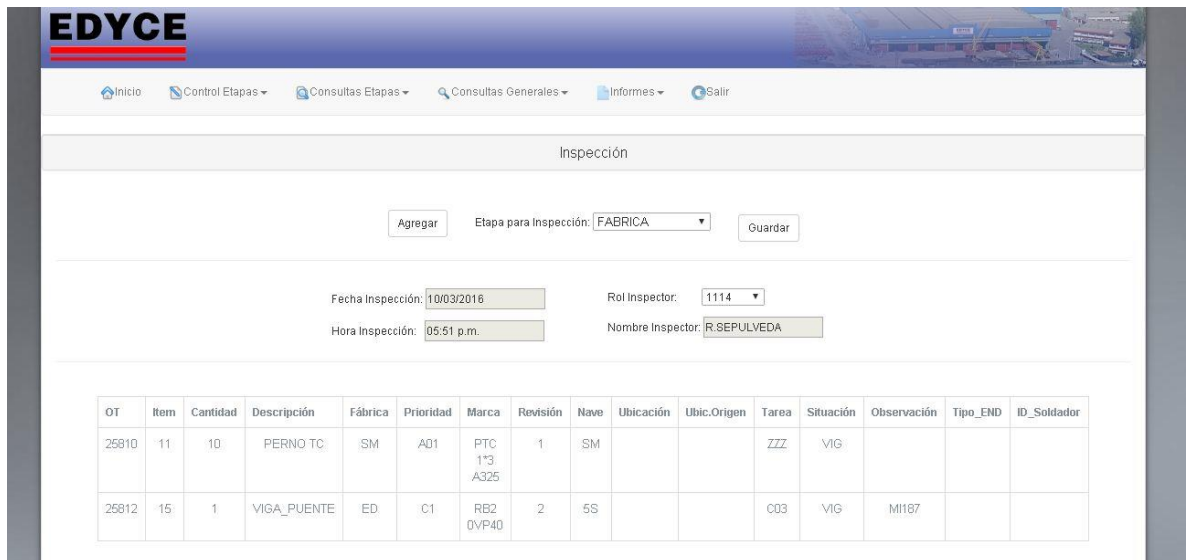 EDYCE
Inicio Control Etapas Consultas Etapas Consultas Generales Informes Salir
Inspección
Agregar Etapa para Inspección: FABRICA Guardar
Fecha Inspección: 10/03/2016 Rol Inspector: 1114
Hora Inspección: 05:51 p.m. Nombre Inspector: R.SEPULVEDA
OT Item Cantidad Descripción Fábrica Prioridad Marca Revisión Nave Ubicación Ubic.Origen Tarea Situación Observación Tipo_END ID_Soldador
25810 11 10 PERNO TC SM A01 PTC 1 SM ZZZ VIG
1*3
A325
25812 15 1 VIGA_PUENTE ED C1 RB2 2 5S C03 VIG MI187
0VP40